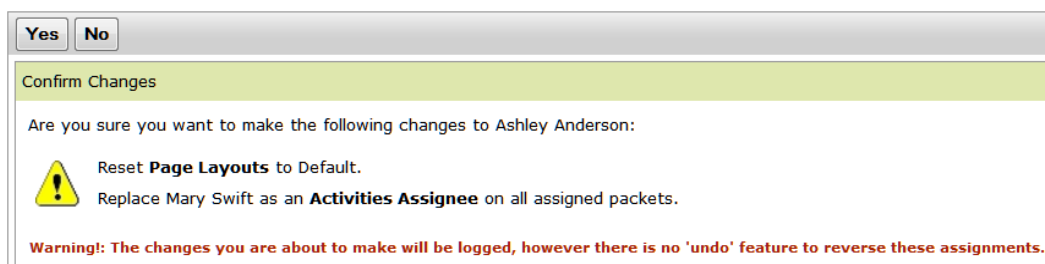 Yes No
Confirm Changes
Are you sure you want to make the following changes to Ashley Anderson:
Reset Page Layouts to Default.
Replace Mary Swift as an Activities Assignee on all assigned packets.
Warning!: The changes you are about to make will be logged, however there is no 'undo' feature to reverse these assignments.